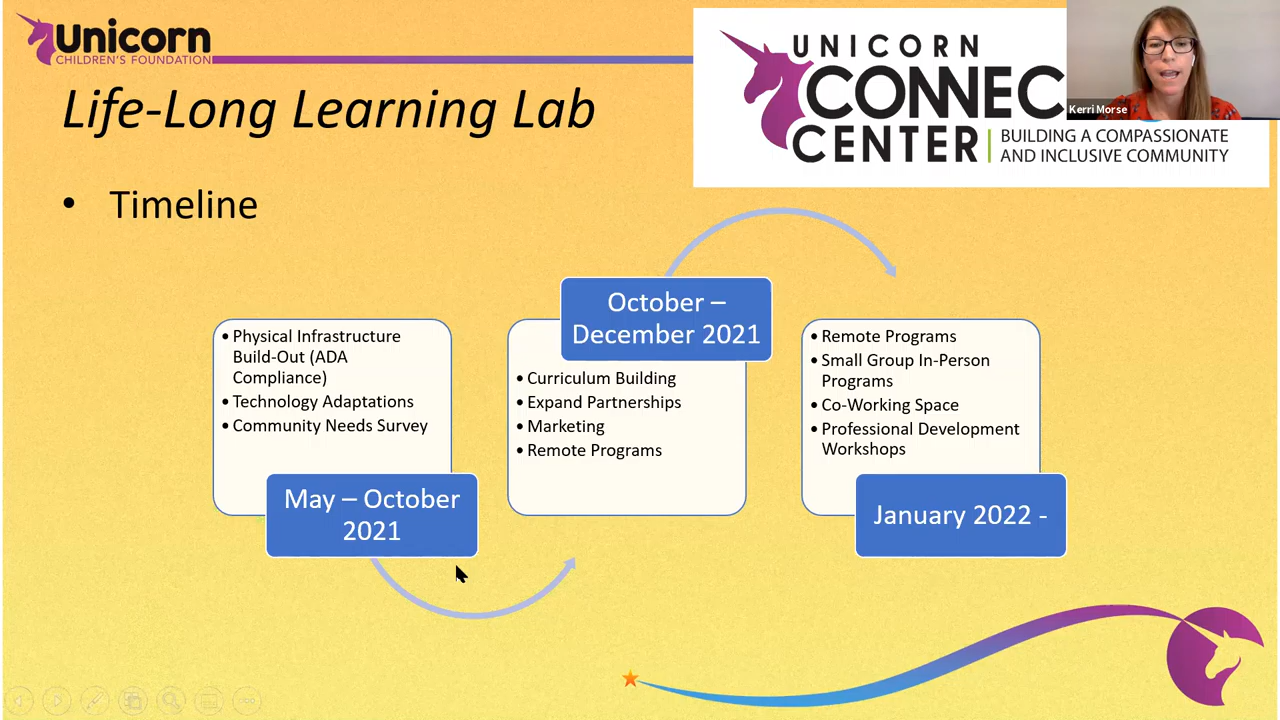 Unicorn
CHILDREN'S FOUNDATION
Life-Long Learning Lab
UNICORN
CONNEC
CENTER
BUILDING A COMPASSIONATE
AND INCLUSIVE COMMUNITY
Kerri Morse
• Timeline
• Physical Infrastructure
Build-Out (ADA
Compliance)
• Technology Adaptations
• Community Needs Survey
May – October
2021
October –
December 2021
• Curriculum Building
• Expand Partnerships
• Marketing
• Remote Programs
• Remote Programs
• Small Group In-Person
Programs
• Co-Working Space
• Professional Development
Workshops
January 2022 -